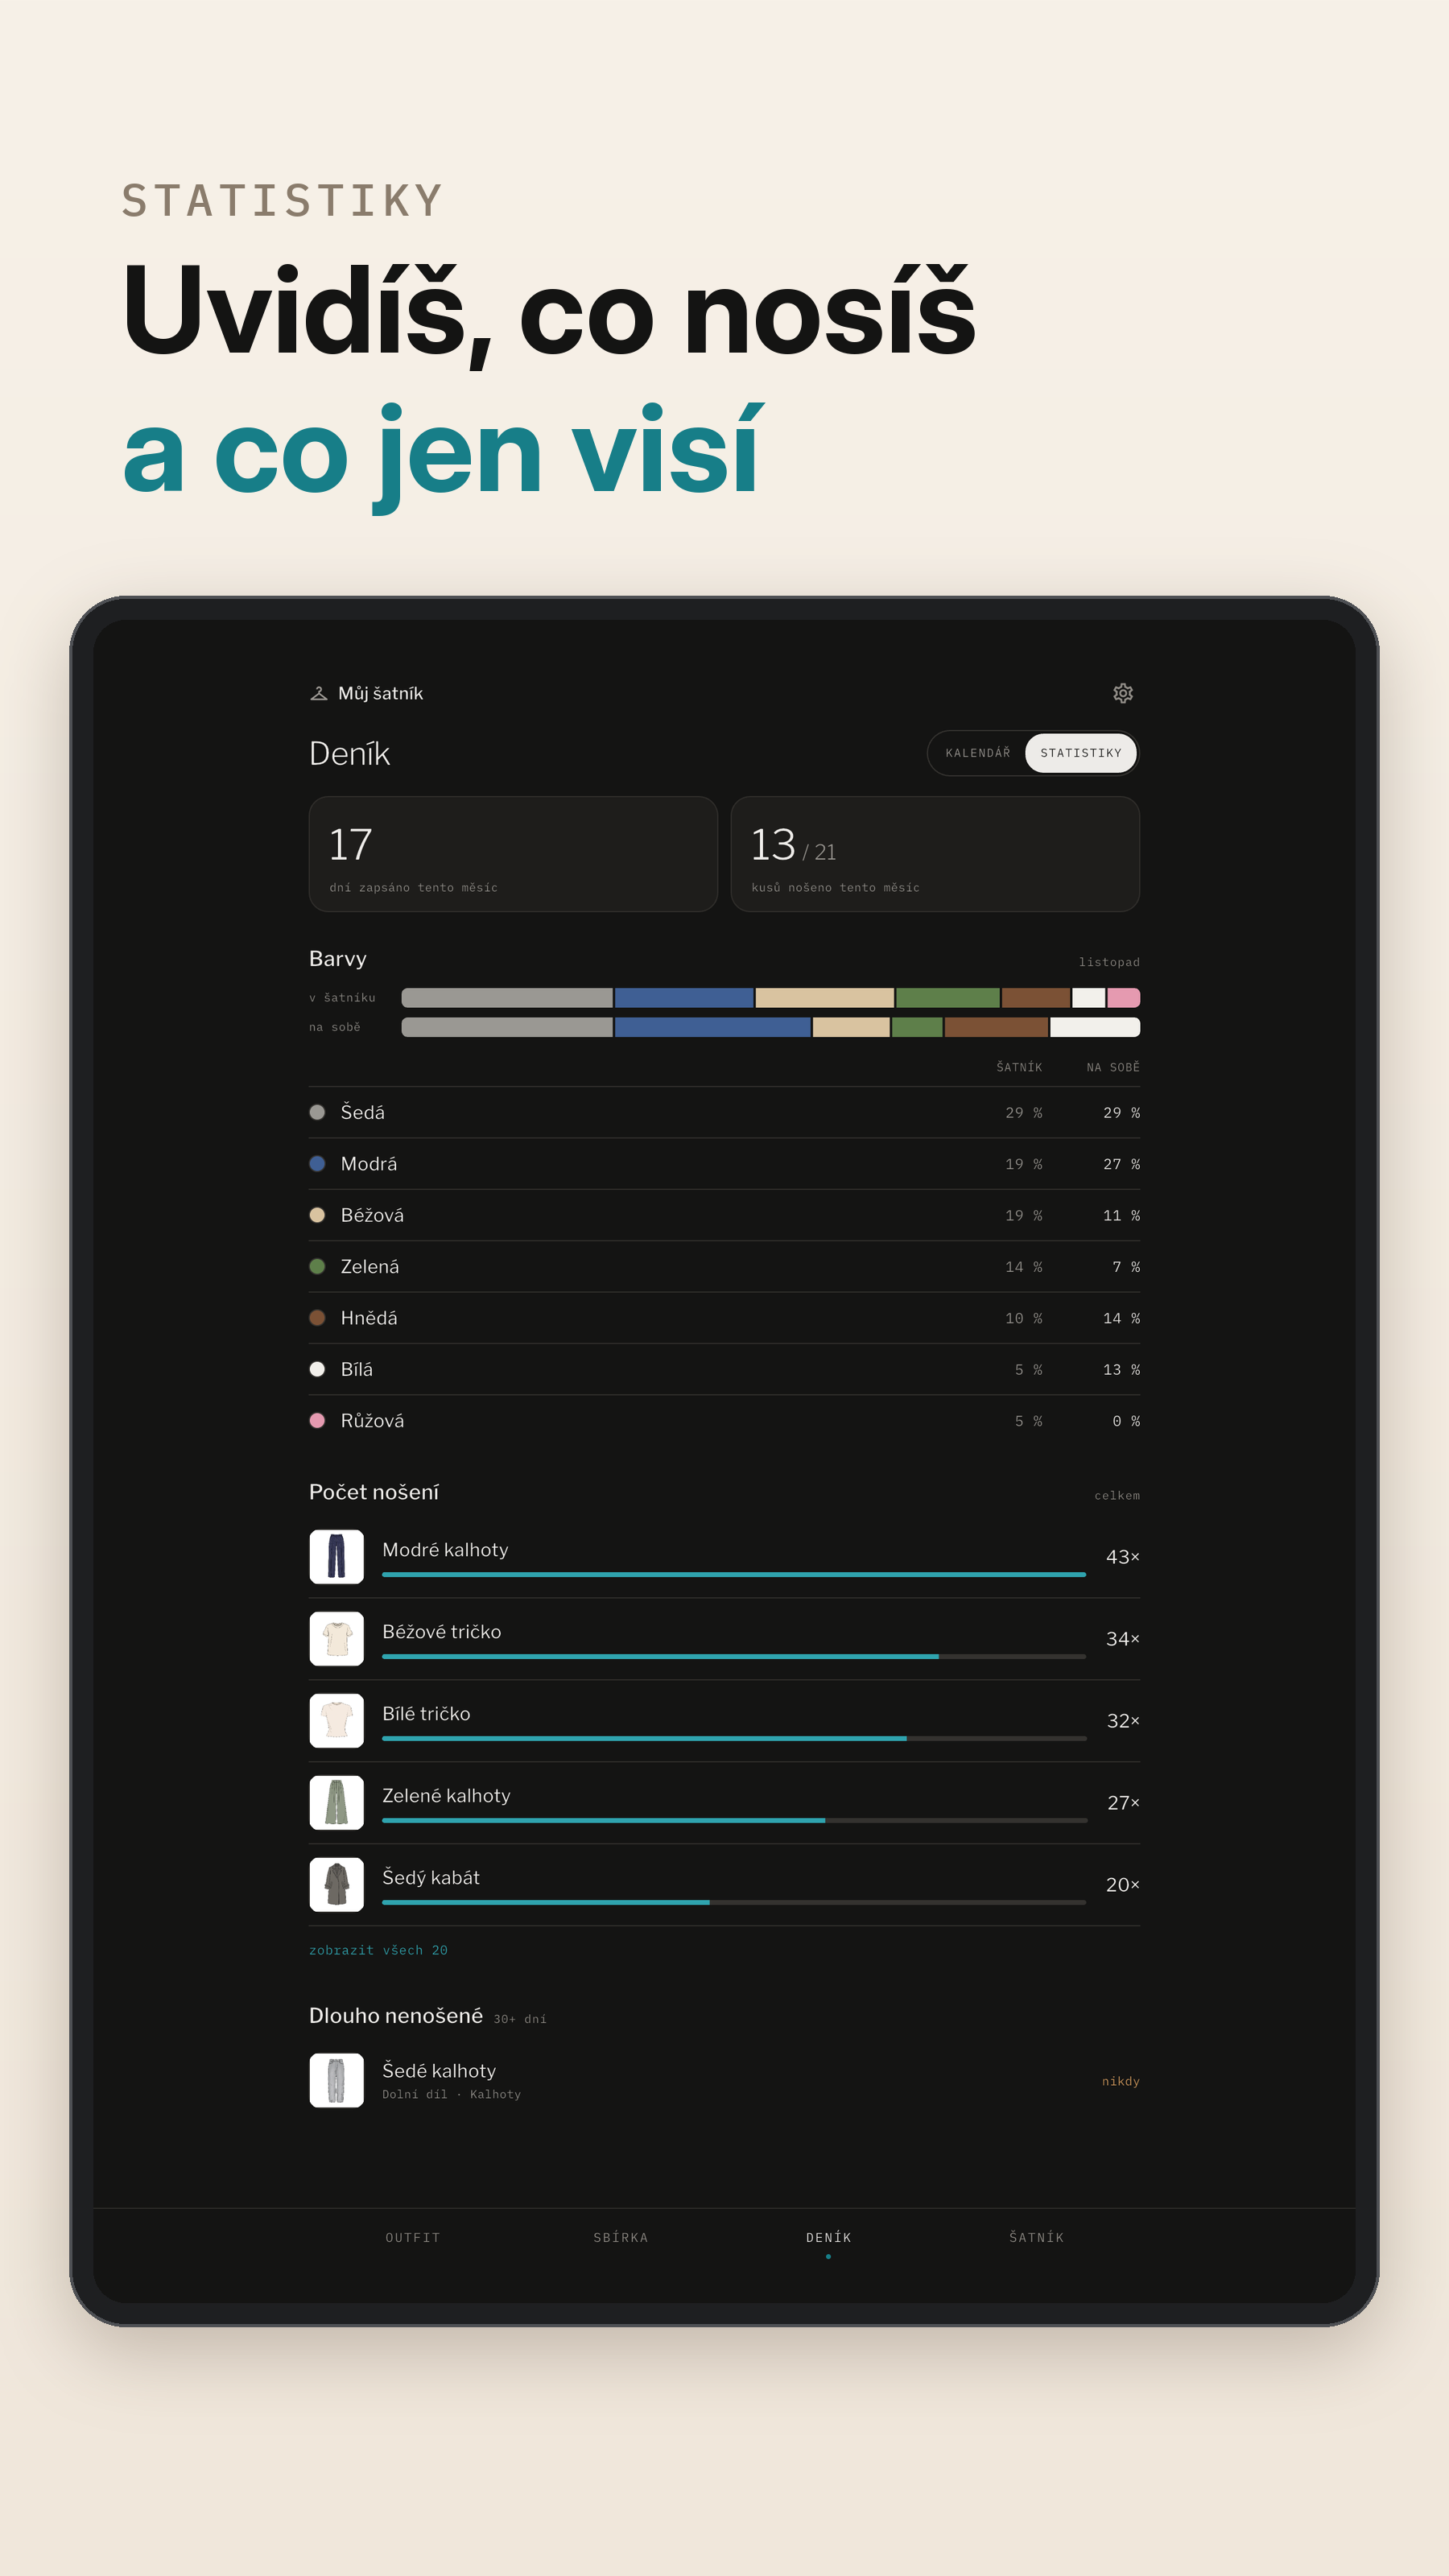 STATISTIKY
Uvidíš, co nosíš
a co jen visí
Můj šatník
Deník
KALENDÁŘ STATISTIKY
17
dní zapsáno tento měsíc
13 / 21
kusů nošeno tento měsíc
Barvy
listopad
v šatníku
na sobě
ŠATNÍK NA SOBĚ
Šedá 29 % 29 %
Modrá 19 % 27 %
Béžová 19 % 11 %
Zelená 14 % 7 %
Hnědá 10 % 14 %
Bílá 5 % 13 %
Růžová 5 % 0 %
Počet nošení
celkem
Modré kalhoty
43×
Béžové tričko
34×
Bílé tričko
32×
Zelené kalhoty
27×
Šedý kabát
20×
zobrazit všech 20
Dlouho nenošené 30+ dní
Šedé kalhoty
Dolní díl · Kalhoty
nikdy
OUTFIT SBÍRKA DENÍK ŠATNÍK